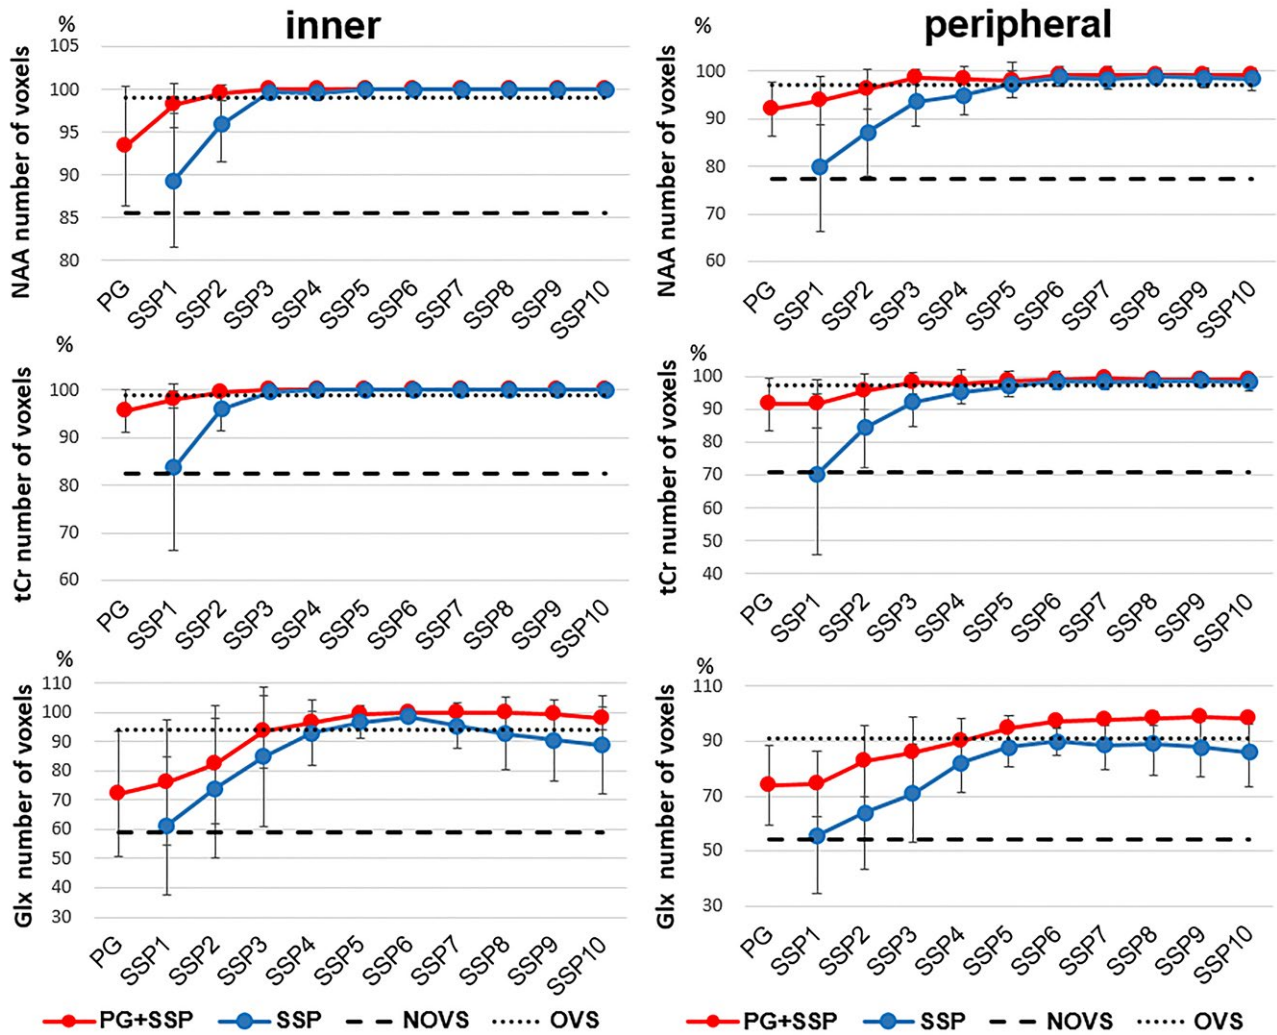 inner
%
NAA number of voxels
105
100
95
90
85
80
PG SSP1 SSP2 SSP3 SSP4 SSP5 SSP6 SSP7 SSP8 SSP9 SSP10
peripheral
%
NAA number of voxels
100
90
80
70
60
PG SSP1 SSP2 SSP3 SSP4 SSP5 SSP6 SSP7 SSP8 SSP9 SSP10
%
tCr number of voxels
100
90
80
70
60
PG SSP1 SSP2 SSP3 SSP4 SSP5 SSP6 SSP7 SSP8 SSP9 SSP10
%
tCr number of voxels
100
90
80
70
60
50
40
PG SSP1 SSP2 SSP3 SSP4 SSP5 SSP6 SSP7 SSP8 SSP9 SSP10
%
Glx number of voxels
110
100
90
80
70
60
50
40
30
PG SSP1 SSP2 SSP3 SSP4 SSP5 SSP6 SSP7 SSP8 SSP9 SSP10
%
Glx number of voxels
110
90
70
50
30
PG SSP1 SSP2 SSP3 SSP4 SSP5 SSP6 SSP7 SSP8 SSP9 SSP10
PG+SSP SSP NOVS OVS
PG+SSP SSP NOVS OVS